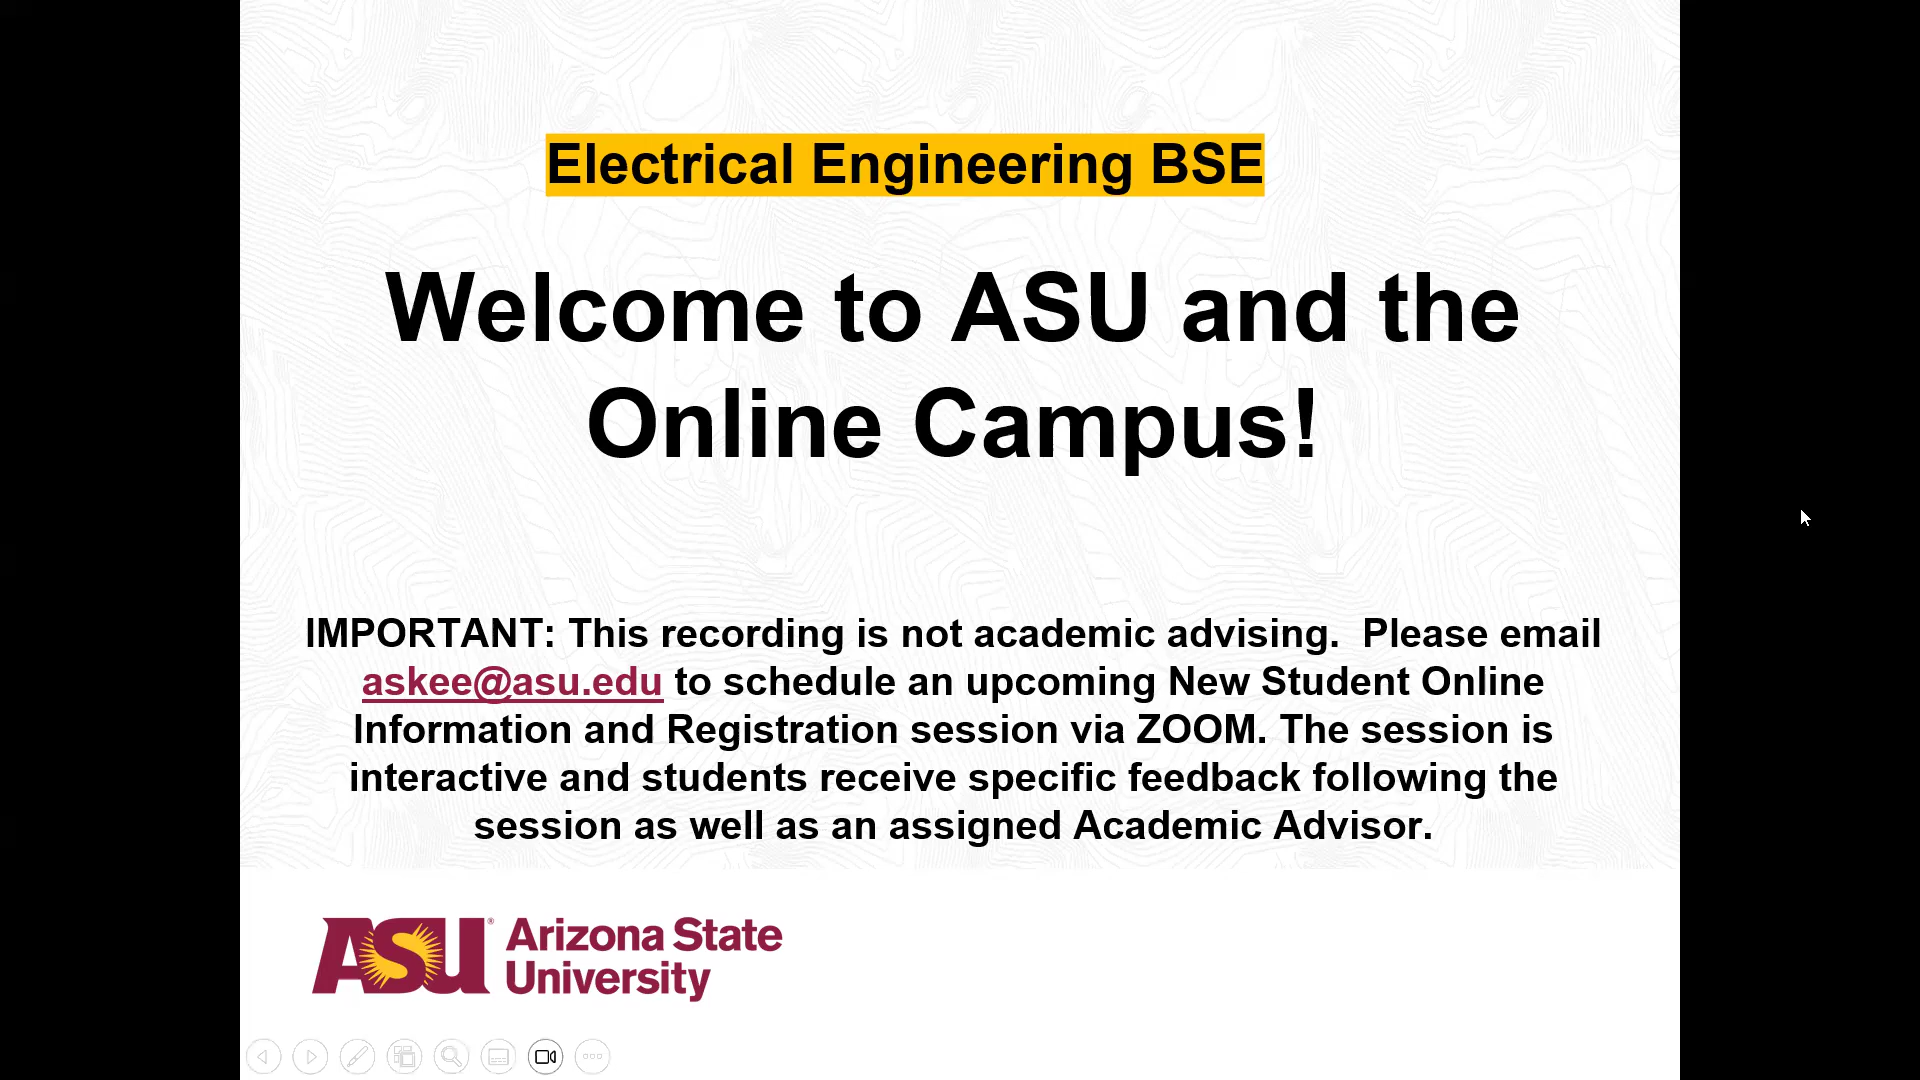 Electrical Engineering BSE
Welcome to ASU and the
Online Campus!
IMPORTANT: This recording is not academic advising.  Please email
askee@asu.edu to schedule an upcoming New Student Online
Information and Registration session via ZOOM. The session is
interactive and students receive specific feedback following the
session as well as an assigned Academic Advisor.
ASU® Arizona State
University